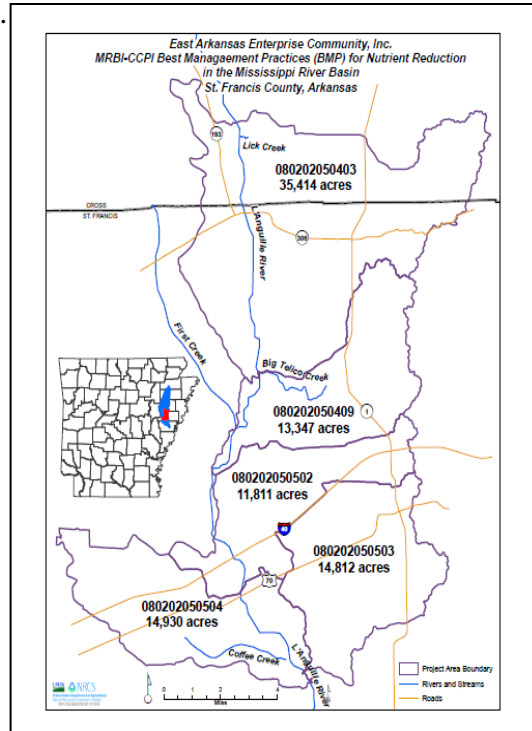 East Arkansas Enterprise Community, Inc.
MRBI-CCPI Best Managaement Practices (BMP) for Nutrient Reduction
in the Mississippi River Basin
St. Francis County, Arkansas
193
Lick Creek
080202050403
35,414 acres
CROSS
ST. FRANCIS
L'Anguille River
306
First Creek
Big Telico Creek
080202050409
13,347 acres
1
080202050502
11,811 acres
40
080202050503
14,812 acres
70
080202050504
14,930 acres
Coffee Creek
L'Anguille River
Project Area Boundary
Rivers and Streams
Roads
USDA NRCS
0 1 2 3 4
Miles